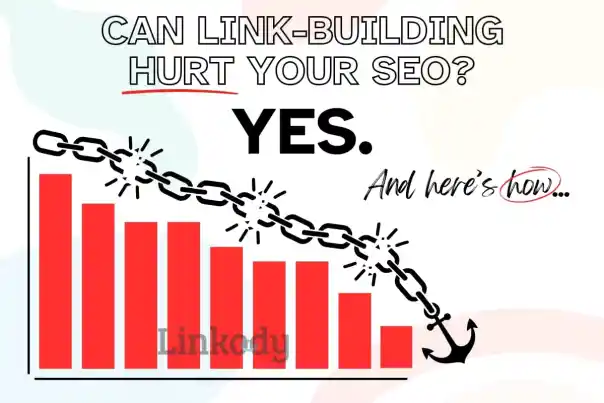 CAN LINK-BUILDING
HURT YOUR SEO?
YES.
And here's how...
Linkody